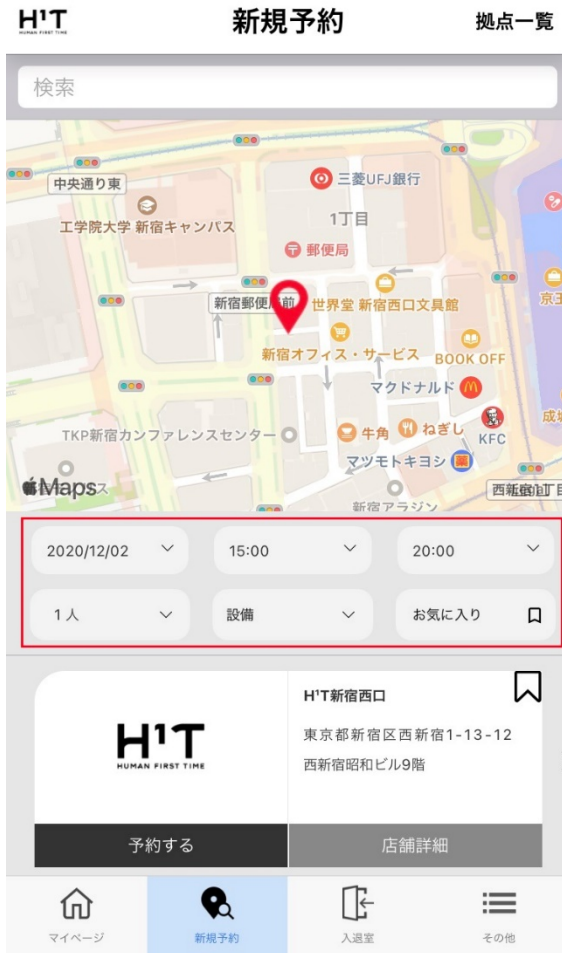 H¹T
HUMAN FIRST TIME
新規予約
拠点一覧
検索
中央通り東
三菱UFJ銀行
工学院大学 新宿キャンパス
1丁目
郵便局
新宿郵便局前
世界堂 新宿西口文具館
新宿オフィス・サービス
BOOK OFF
マクドナルド
TKP新宿カンファレンスセンター
牛角
ねぎし
KFC
マツモトキヨシ
Maps
新宿アラジン
2020/12/02
15:00
20:00
1人
設備
お気に入り
H¹T
HUMAN FIRST TIME
H¹T新宿西口
東京都新宿区西新宿1-13-12
西新宿昭和ビル9階
予約する
店舗詳細
マイページ
新規予約
入退室
その他